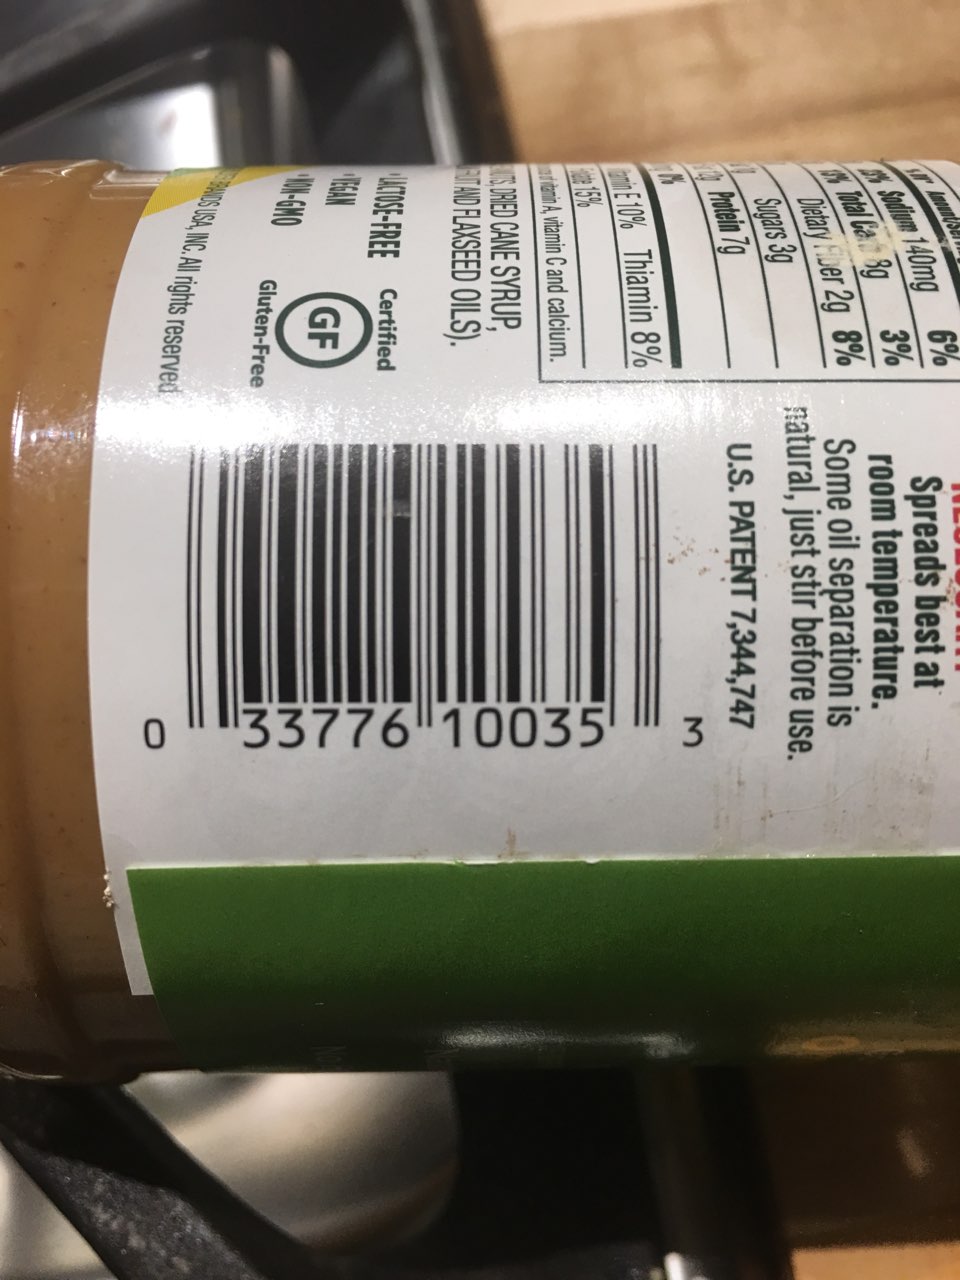 Sodium 140mg 6%
Total Carb 8g 3%
Dietary Fiber 2g 8%
Sugars 3g
Protein 7g
Thiamin 8%
E 10%
15%
vitamin A, vitamin C and calcium.
DRIED CANE SYRUP,
AND FLAXSEED OILS).
• LACTOSE-FREE
• VEGAN
• NON-GMO
Certified
GF
Gluten-Free
BRANDS USA, INC. All rights reserved
Spreads best at
room temperature.
Some oil separation is
natural, just stir before use.
U.S. PATENT 7,344,747
0 33776 10035 3